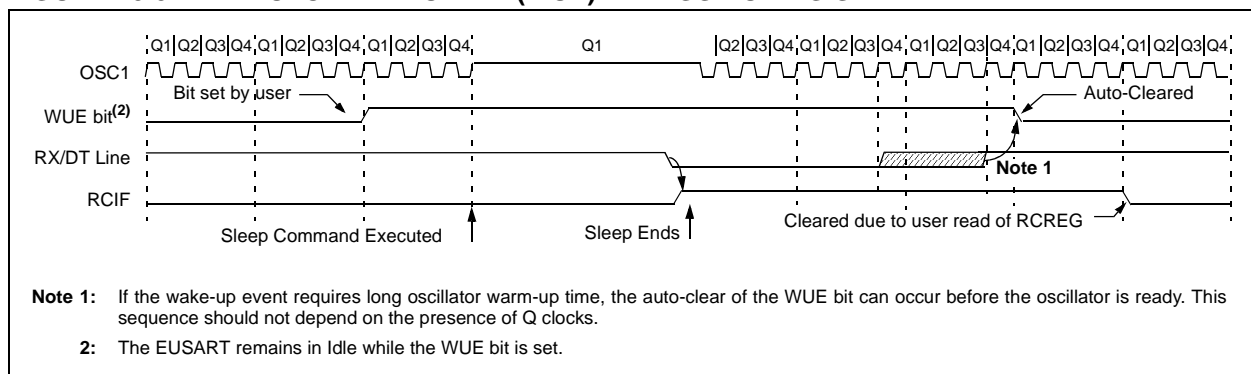 Q1 Q2 Q3 Q4 Q1 Q2 Q3 Q4 Q1 Q2 Q3 Q4 Q1 Q2 Q3 Q4 Q1 Q2 Q3 Q4 Q1 Q2 Q3 Q4 Q1 Q2 Q3 Q4 Q1 Q2 Q3 Q4
OSC1
Bit set by user
Auto-Cleared
WUE bit(2)
RX/DT Line
Note 1
RCIF
Cleared due to user read of RCREG
Sleep Command Executed
Sleep Ends
Note 1: If the wake-up event requires long oscillator warm-up time, the auto-clear of the WUE bit can occur before the oscillator is ready. This
sequence should not depend on the presence of Q clocks.
2: The EUSART remains in Idle while the WUE bit is set.